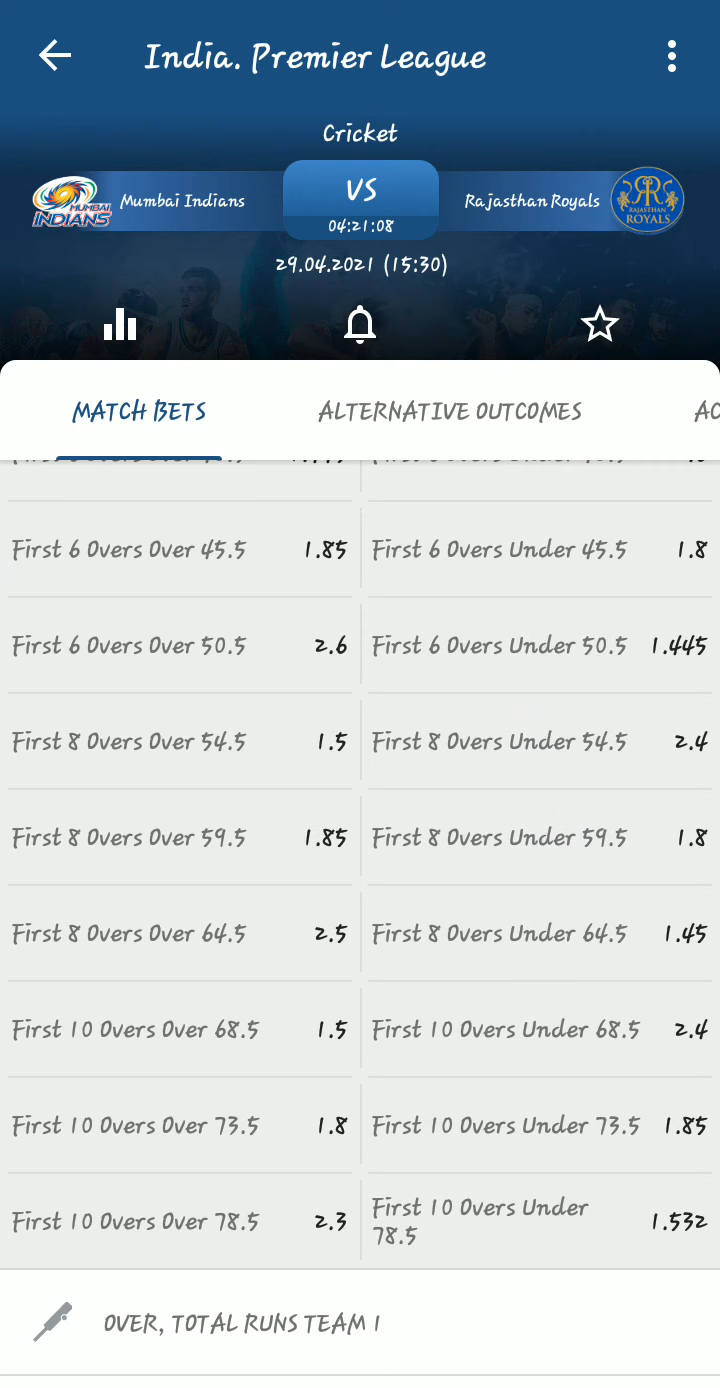 India. Premier League
Cricket
MUMBAI
INDIANS
Mumbai Indians
VS
04:21:08
Rajasthan Royals
RAJASTHAN
ROYALS
29.04.2021 (15:30)
MATCH BETS
ALTERNATIVE OUTCOMES
First 6 Overs Over 45.5 1.85 First 6 Overs Under 45.5 1.8
First 6 Overs Over 50.5 2.6 First 6 Overs Under 50.5 1.445
First 8 Overs Over 54.5 1.5 First 8 Overs Under 54.5 2.4
First 8 Overs Over 59.5 1.85 First 8 Overs Under 59.5 1.8
First 8 Overs Over 64.5 2.5 First 8 Overs Under 64.5 1.45
First 10 Overs Over 68.5 1.5 First 10 Overs Under 68.5 2.4
First 10 Overs Over 73.5 1.8 First 10 Overs Under 73.5 1.85
First 10 Overs Over 78.5 2.3 First 10 Overs Under
78.5 1.532
OVER, TOTAL RUNS TEAM 1